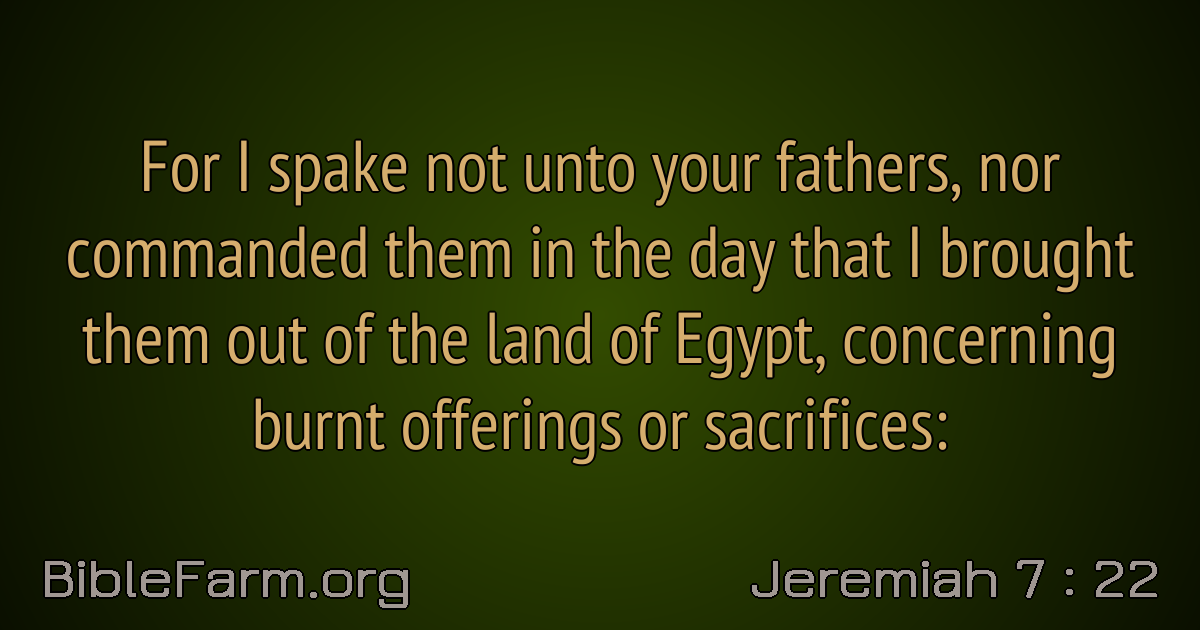 For I spake not unto your fathers, nor
commanded them in the day that I brought
them out of the land of Egypt, concerning
burnt offerings or sacrifices:
BibleFarm.org
Jeremiah 7 : 22